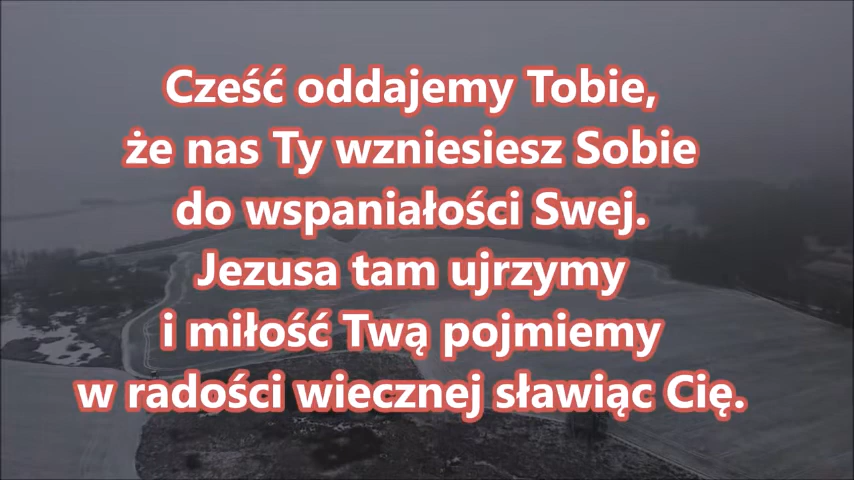 Cześć oddajemy Tobie,
że nas Ty wzniesiesz Sobie
do wspaniałości Swej.
Jezusa tam ujrzymy
i miłość Twą pojmiemy
w radości wiecznej sławiąc Cię.